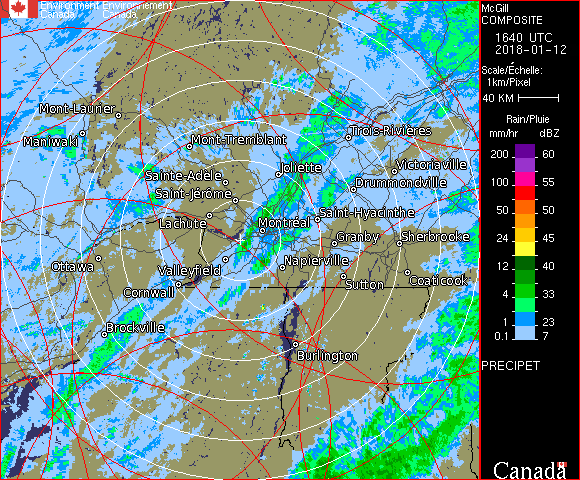 Environment Environnement
Canada Canada
McGill
COMPOSITE
1640 UTC
2018-01-12
Scale/Échelle:
1km/Pixel
40 KM
Rain/Pluie
mm/hr dBZ
200 60
100 55
50 50
24 45
12 40
4 33
1 23
0.1 7
PRECIPET
Canada
Mont-Laurier
Maniwaki
Mont-Tremblant
Trois-Rivières
Joliette
Victoriaville
Sainte-Adèle
Drummondville
Saint-Jérôme
Saint-Hyacinthe
Lachute
Montréal
Granby
Sherbrooke
Ottawa
Valleyfield
Napierville
Coaticook
Sutton
Cornwall
Brockville
Burlington